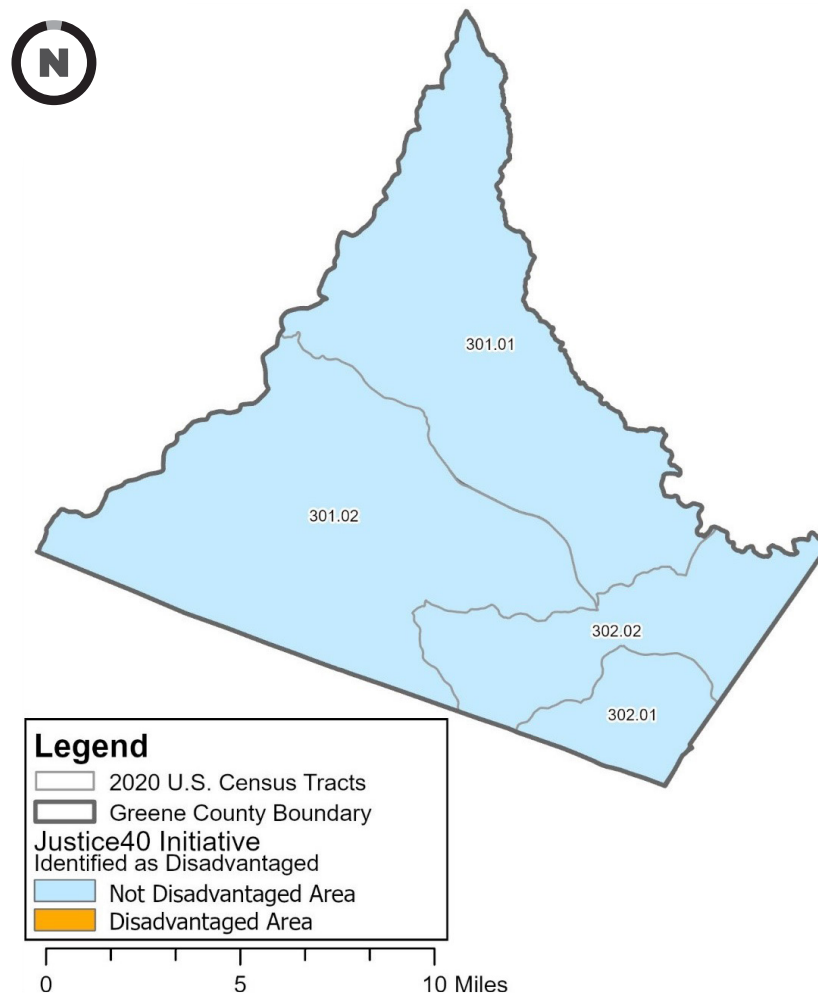 N
301.01
301.02
302.02
302.01
Legend
2020 U.S. Census Tracts
Greene County Boundary
Justice40 Initiative
Identified as Disadvantaged
Not Disadvantaged Area
Disadvantaged Area
0 5 10 Miles